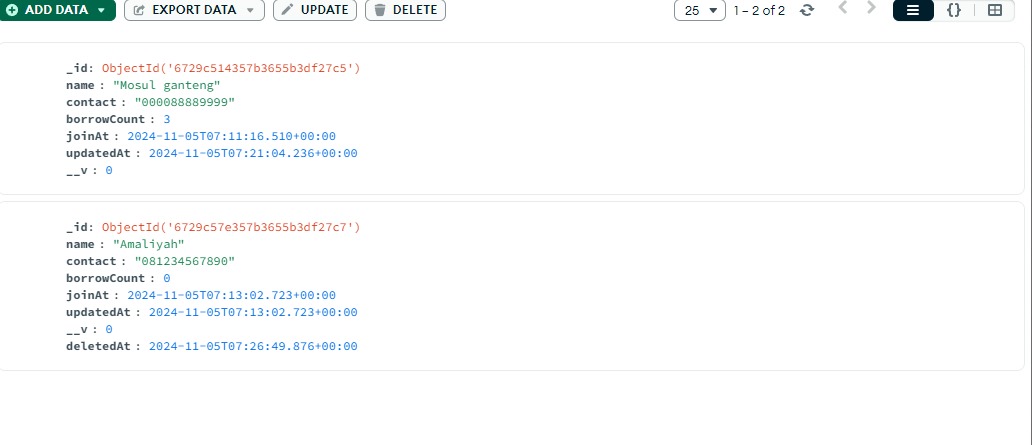 ADD DATA EXPORT DATA UPDATE DELETE 25 1 – 2 of 2 {}
_id: ObjectId('6729c514357b3655b3df27c5')
name : "Mosul ganteng"
contact : "000088889999"
borrowCount : 3
joinAt : 2024-11-05T07:11:16.510+00:00
updatedAt : 2024-11-05T07:21:04.236+00:00
__v : 0
_id: ObjectId('6729c57e357b3655b3df27c7')
name : "Amaliyah"
contact : "081234567890"
borrowCount : 0
joinAt : 2024-11-05T07:13:02.723+00:00
updatedAt : 2024-11-05T07:13:02.723+00:00
__v : 0
deletedAt : 2024-11-05T07:26:49.876+00:00